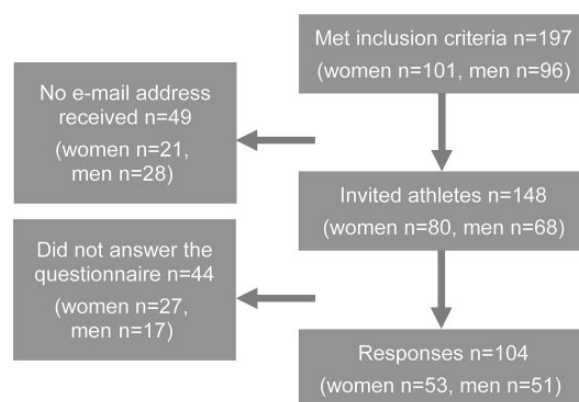 Met inclusion criteria n=197
(women n=101, men n=96)
No e-mail address
received n=49
(women n=21,
men n=28)
Invited athletes n=148
(women n=80, men n=68)
Did not answer the
questionnaire n=44
(women n=27,
men n=17)
Responses n=104
(women n=53, men n=51)